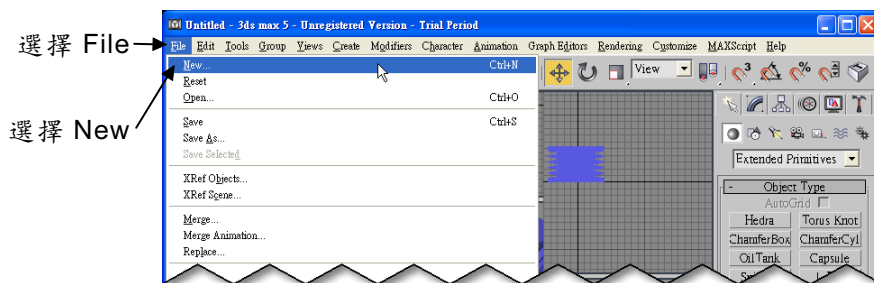 Untitled - 3ds max 5 - Unregistered Version - Trial Period
選擇 File
File Edit Tools Group Views Create Modifiers Character Animation Graph Editors Rendering Customize MAXScript Help
選擇 New
New... Ctrl+N
Reset
Open... Ctrl+O
Save Ctrl+S
Save As...
Save Selected
XRef Objects...
XRef Scene...
Merge...
Merge Animation...
Replace...
View
3
%
Extended Primitives
- Object Type
AutoGrid
Hedra Torus Knot
ChamferBox ChamferCyl
OilTank Capsule